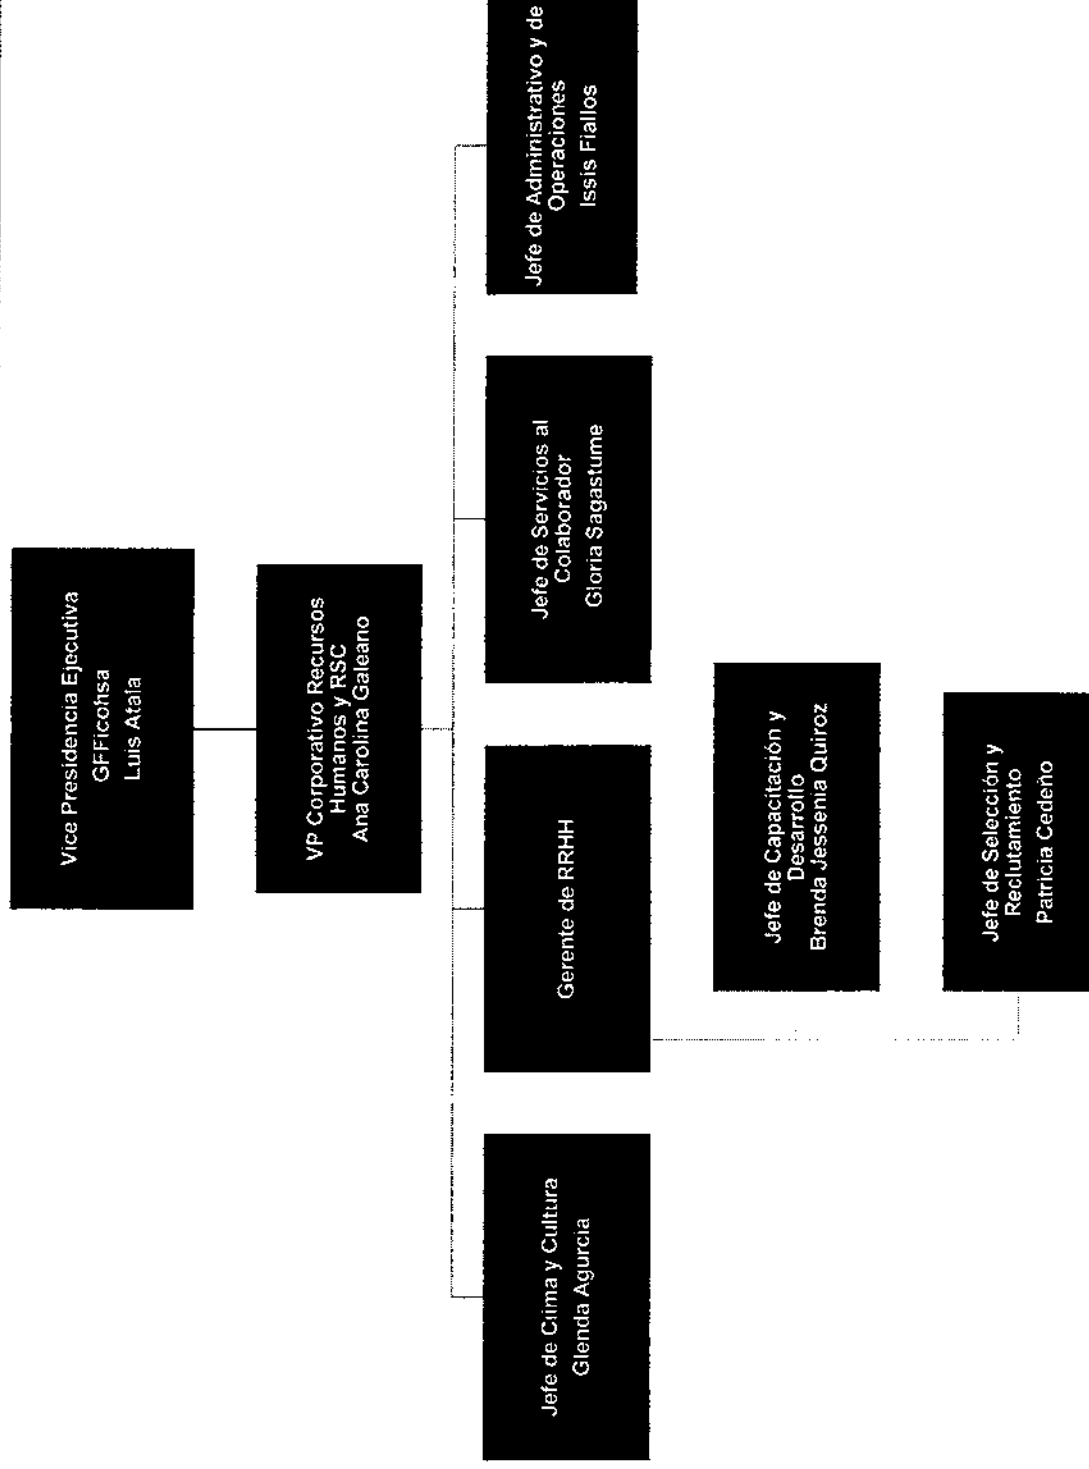 Vice Presidencia Ejecutiva
GFFicohsa
Luis Atala
VP Corporativo Recursos
Humanos y RSC
Ana Carolina Galeano
Jefe de Clima y Cultura
Glenda Agurcia
Gerente de RRHH
Jefe de Servicios al
Colaborador
Gloria Sagastume
Jefe de Administrativo y de
Operaciones
Issis Fiallos
Jefe de Capacitación y
Desarrollo
Brenda Jessenia Quiroz
Jefe de Selección y
Reclutamiento
Patricia Cedeño